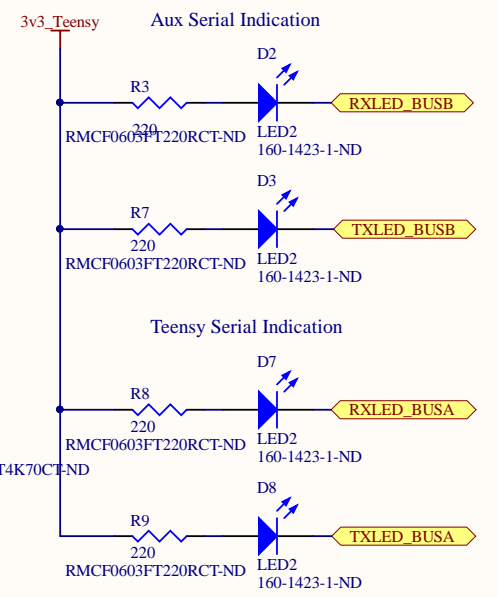 3v3_Teensy
Aux Serial Indication
D2
R3
RXLED_BUSB
220
RMCF0603FT220RCT-ND
LED2
160-1423-1-ND
D3
R7
TXLED_BUSB
220
RMCF0603FT220RCT-ND
LED2
160-1423-1-ND
Teensy Serial Indication
D7
R8
RXLED_BUSA
220
RMCF0603FT220RCT-ND
LED2
160-1423-1-ND
T4K70CT-ND
D8
R9
TXLED_BUSA
220
RMCF0603FT220RCT-ND
LED2
160-1423-1-ND